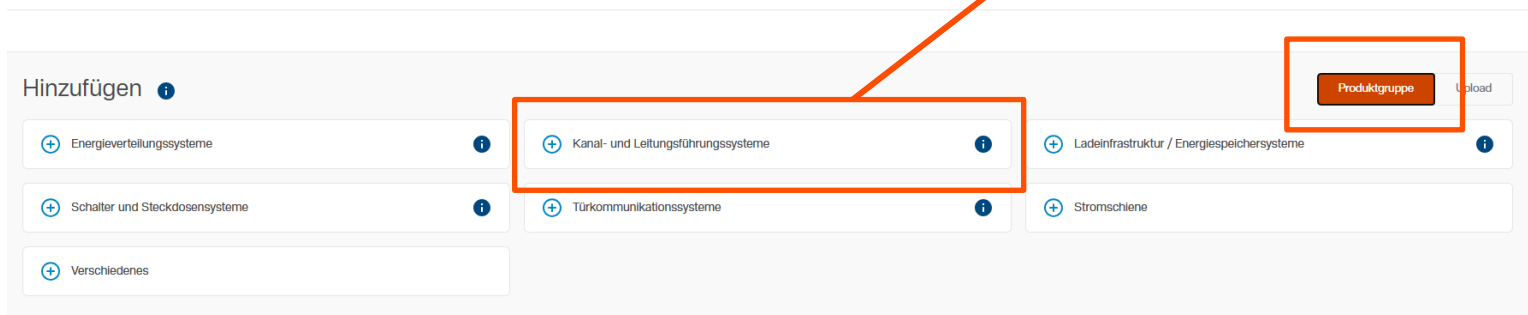 Hinzufügen
Produktgruppe Upload
Energieverteilungssysteme
Kanal- und Leitungsführungssysteme
Ladeinfrastruktur / Energiespeichersysteme
Schalter und Steckdosensysteme
Türkommunikationssysteme
Stromschiene
Verschiedenes